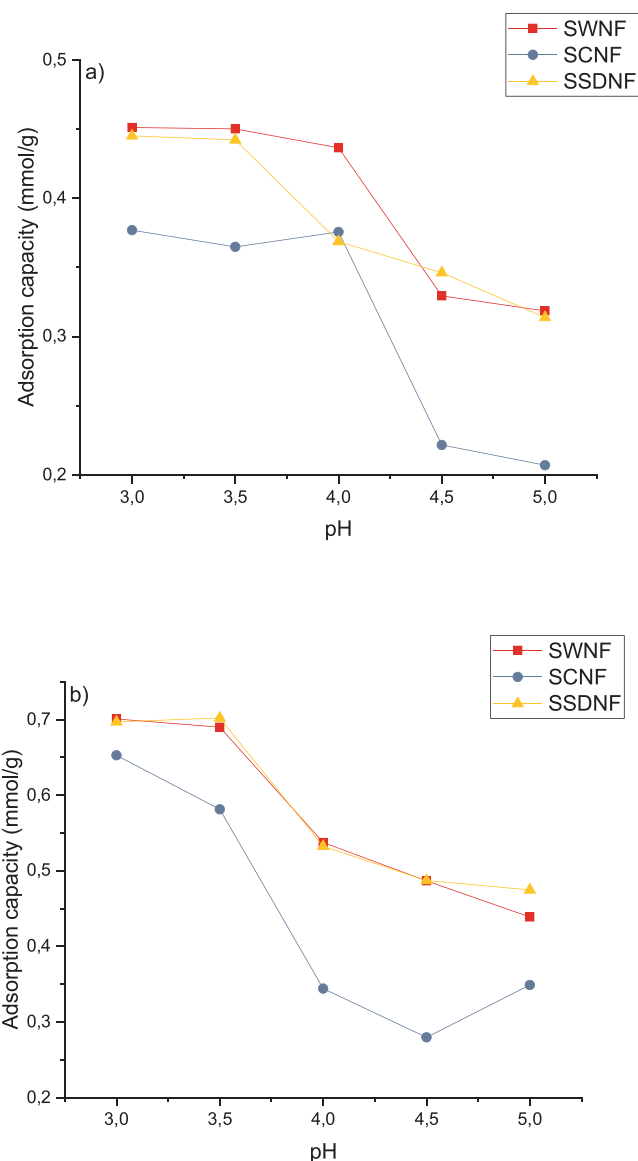 SWNF
SCNF
SSDNF
a)
0,5
0,4
0,3
0,2
Adsorption capacity (mmol/g)
3,0 3,5 4,0 4,5 5,0
pH
SWNF
SCNF
SSDNF
b)
0,7
0,6
0,5
0,4
0,3
0,2
Adsorption capacity (mmol/g)
3,0 3,5 4,0 4,5 5,0
pH